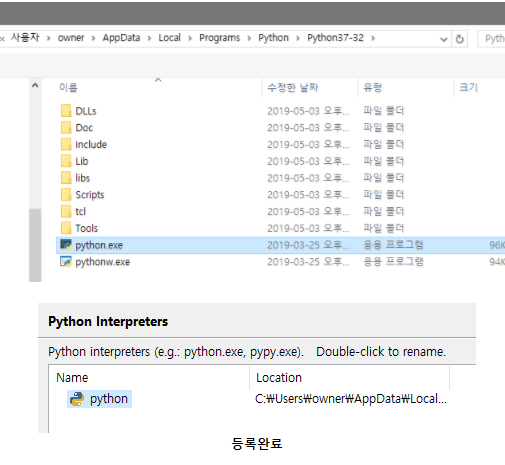 « 사용자 > owner > AppData > Local > Programs > Python > Python37-32 >
Pyth
이름 수정한 날짜 유형 크기
DLLs 2019-05-03 오후... 파일 폴더
Doc 2019-05-03 오후... 파일 폴더
include 2019-05-03 오후... 파일 폴더
Lib 2019-05-03 오후... 파일 폴더
libs 2019-05-03 오후... 파일 폴더
Scripts 2019-05-03 오후... 파일 폴더
tcl 2019-05-03 오후... 파일 폴더
Tools 2019-05-03 오후... 파일 폴더
python.exe 2019-03-25 오후... 응용 프로그램 96K
pythonw.exe 2019-03-25 오후... 응용 프로그램 94K
Python Interpreters
Python interpreters (e.g.: python.exe, pypy.exe). Double-click to rename.
Name Location
python C:₩Users₩owner₩AppData₩Local...
등록완료